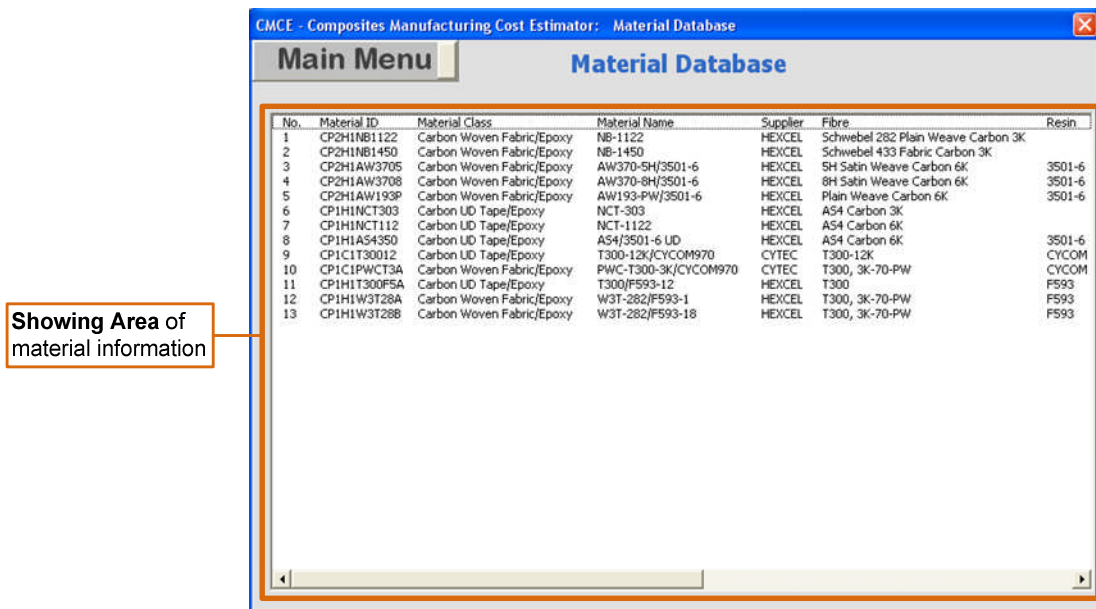 CMCE - Composites Manufacturing Cost Estimator: Material Database
Main Menu
Material Database
No. Material ID Material Class Material Name Supplier Fibre Resin
1 CP2H1NB1122 Carbon Woven Fabric/Epoxy NB-1122 HEXCEL Schwebel 282 Plain Weave Carbon 3K
2 CP2H1NB1450 Carbon Woven Fabric/Epoxy NB-1450 HEXCEL Schwebel 433 Fabric Carbon 3K
3 CP2H1AW3705 Carbon Woven Fabric/Epoxy AW370-5H/3501-6 HEXCEL 5H Satin Weave Carbon 6K 3501-6
4 CP2H1AW3708 Carbon Woven Fabric/Epoxy AW370-8H/3501-6 HEXCEL 8H Satin Weave Carbon 6K 3501-6
5 CP2H1AW193P Carbon Woven Fabric/Epoxy AW193-PW/3501-6 HEXCEL Plain Weave Carbon 6K 3501-6
6 CP1H1NCT303 Carbon UD Tape/Epoxy NCT-303 HEXCEL AS4 Carbon 3K
7 CP1H1NCT112 Carbon UD Tape/Epoxy NCT-1122 HEXCEL AS4 Carbon 6K
8 CP1H1AS4350 Carbon UD Tape/Epoxy AS4/3501-6 UD HEXCEL AS4 Carbon 6K 3501-6
9 CP1C1T30012 Carbon UD Tape/Epoxy T300-12K/CYCOM970 CYTEC T300-12K CYCOM
10 CP1C1PWCT3A Carbon Woven Fabric/Epoxy PWC-T300-3K/CYCOM970 CYTEC T300, 3K-70-PW CYCOM
11 CP1H1T300F5A Carbon UD Tape/Epoxy T300/F593-12 HEXCEL T300 F593
12 CP1H1W3T28A Carbon Woven Fabric/Epoxy W3T-282/F593-1 HEXCEL T300, 3K-70-PW F593
13 CP1H1W3T28B Carbon Woven Fabric/Epoxy W3T-282/F593-18 HEXCEL T300, 3K-70-PW F593
Showing Area of
material information